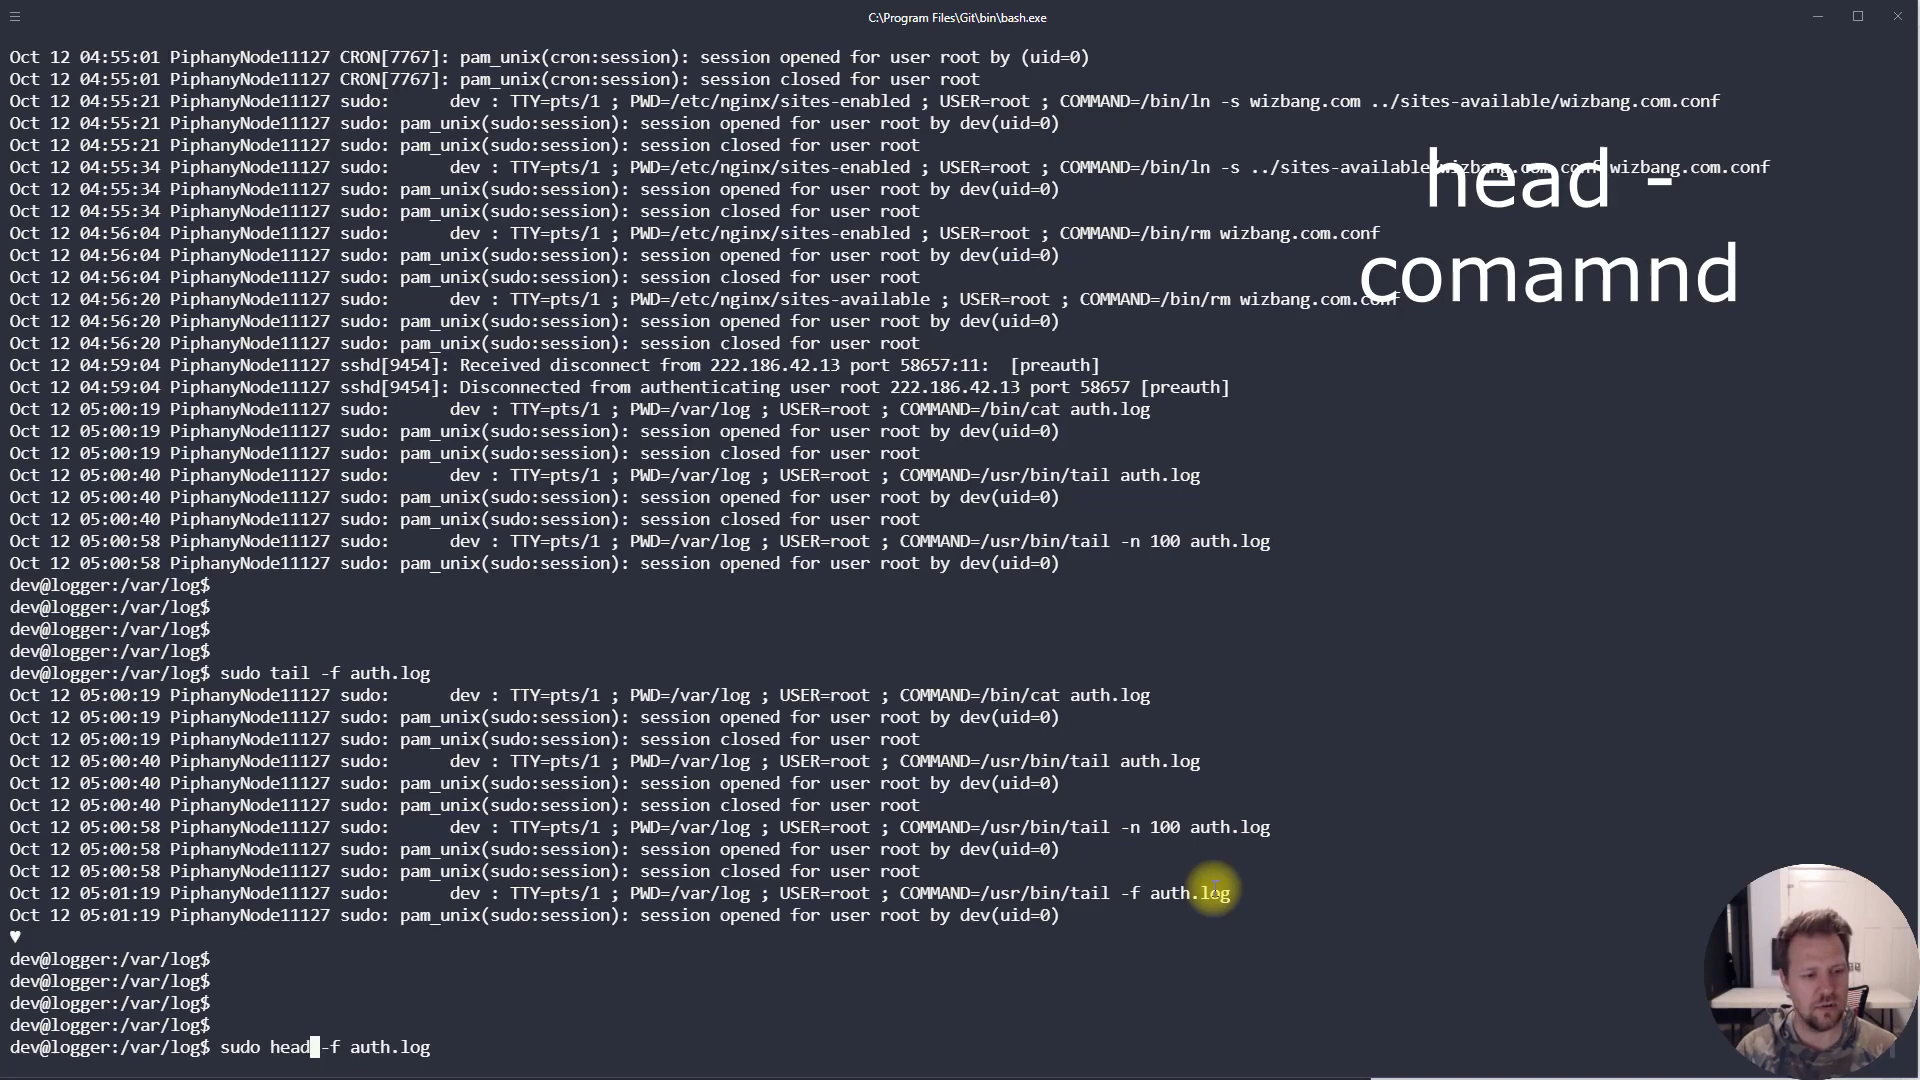 C:\Program Files\Git\bin\bash.exe
Oct 12 04:55:01 PiphanyNode11127 CRON[7767]: pam_unix(cron:session): session opened for user root by (uid=0)
Oct 12 04:55:01 PiphanyNode11127 CRON[7767]: pam_unix(cron:session): session closed for user root
Oct 12 04:55:21 PiphanyNode11127 sudo:      dev : TTY=pts/1 ; PWD=/etc/nginx/sites-enabled ; USER=root ; COMMAND=/bin/ln -s wizbang.com ../sites-available/wizbang.com.conf
Oct 12 04:55:21 PiphanyNode11127 sudo: pam_unix(sudo:session): session opened for user root by dev(uid=0)
Oct 12 04:55:21 PiphanyNode11127 sudo: pam_unix(sudo:session): session closed for user root
Oct 12 04:55:34 PiphanyNode11127 sudo:      dev : TTY=pts/1 ; PWD=/etc/nginx/sites-enabled ; USER=root ; COMMAND=/bin/ln -s ../sites-available/wizbang.com.conf wizbang.com.conf
Oct 12 04:55:34 PiphanyNode11127 sudo: pam_unix(sudo:session): session opened for user root by dev(uid=0)
Oct 12 04:55:34 PiphanyNode11127 sudo: pam_unix(sudo:session): session closed for user root
Oct 12 04:56:04 PiphanyNode11127 sudo:      dev : TTY=pts/1 ; PWD=/etc/nginx/sites-enabled ; USER=root ; COMMAND=/bin/rm wizbang.com.conf
Oct 12 04:56:04 PiphanyNode11127 sudo: pam_unix(sudo:session): session opened for user root by dev(uid=0)
Oct 12 04:56:04 PiphanyNode11127 sudo: pam_unix(sudo:session): session closed for user root
Oct 12 04:56:20 PiphanyNode11127 sudo:      dev : TTY=pts/1 ; PWD=/etc/nginx/sites-available ; USER=root ; COMMAND=/bin/rm wizbang.com.conf
Oct 12 04:56:20 PiphanyNode11127 sudo: pam_unix(sudo:session): session opened for user root by dev(uid=0)
Oct 12 04:56:20 PiphanyNode11127 sudo: pam_unix(sudo:session): session closed for user root
Oct 12 04:59:04 PiphanyNode11127 sshd[9454]: Received disconnect from 222.186.42.13 port 58657:11:  [preauth]
Oct 12 04:59:04 PiphanyNode11127 sshd[9454]: Disconnected from authenticating user root 222.186.42.13 port 58657 [preauth]
Oct 12 05:00:19 PiphanyNode11127 sudo:      dev : TTY=pts/1 ; PWD=/var/log ; USER=root ; COMMAND=/bin/cat auth.log
Oct 12 05:00:19 PiphanyNode11127 sudo: pam_unix(sudo:session): session opened for user root by dev(uid=0)
Oct 12 05:00:19 PiphanyNode11127 sudo: pam_unix(sudo:session): session closed for user root
Oct 12 05:00:40 PiphanyNode11127 sudo:      dev : TTY=pts/1 ; PWD=/var/log ; USER=root ; COMMAND=/usr/bin/tail auth.log
Oct 12 05:00:40 PiphanyNode11127 sudo: pam_unix(sudo:session): session opened for user root by dev(uid=0)
Oct 12 05:00:40 PiphanyNode11127 sudo: pam_unix(sudo:session): session closed for user root
Oct 12 05:00:58 PiphanyNode11127 sudo:      dev : TTY=pts/1 ; PWD=/var/log ; USER=root ; COMMAND=/usr/bin/tail -n 100 auth.log
Oct 12 05:00:58 PiphanyNode11127 sudo: pam_unix(sudo:session): session opened for user root by dev(uid=0)
dev@logger:/var/log$
dev@logger:/var/log$
dev@logger:/var/log$
dev@logger:/var/log$
dev@logger:/var/log$ sudo tail -f auth.log
Oct 12 05:00:19 PiphanyNode11127 sudo:      dev : TTY=pts/1 ; PWD=/var/log ; USER=root ; COMMAND=/bin/cat auth.log
Oct 12 05:00:19 PiphanyNode11127 sudo: pam_unix(sudo:session): session opened for user root by dev(uid=0)
Oct 12 05:00:19 PiphanyNode11127 sudo: pam_unix(sudo:session): session closed for user root
Oct 12 05:00:40 PiphanyNode11127 sudo:      dev : TTY=pts/1 ; PWD=/var/log ; USER=root ; COMMAND=/usr/bin/tail auth.log
Oct 12 05:00:40 PiphanyNode11127 sudo: pam_unix(sudo:session): session opened for user root by dev(uid=0)
Oct 12 05:00:40 PiphanyNode11127 sudo: pam_unix(sudo:session): session closed for user root
Oct 12 05:00:58 PiphanyNode11127 sudo:      dev : TTY=pts/1 ; PWD=/var/log ; USER=root ; COMMAND=/usr/bin/tail -n 100 auth.log
Oct 12 05:00:58 PiphanyNode11127 sudo: pam_unix(sudo:session): session opened for user root by dev(uid=0)
Oct 12 05:00:58 PiphanyNode11127 sudo: pam_unix(sudo:session): session closed for user root
Oct 12 05:01:19 PiphanyNode11127 sudo:      dev : TTY=pts/1 ; PWD=/var/log ; USER=root ; COMMAND=/usr/bin/tail -f auth.log
Oct 12 05:01:19 PiphanyNode11127 sudo: pam_unix(sudo:session): session opened for user root by dev(uid=0)
♥
dev@logger:/var/log$
dev@logger:/var/log$
dev@logger:/var/log$
dev@logger:/var/log$
dev@logger:/var/log$ sudo head -f auth.log
head -
comamnd